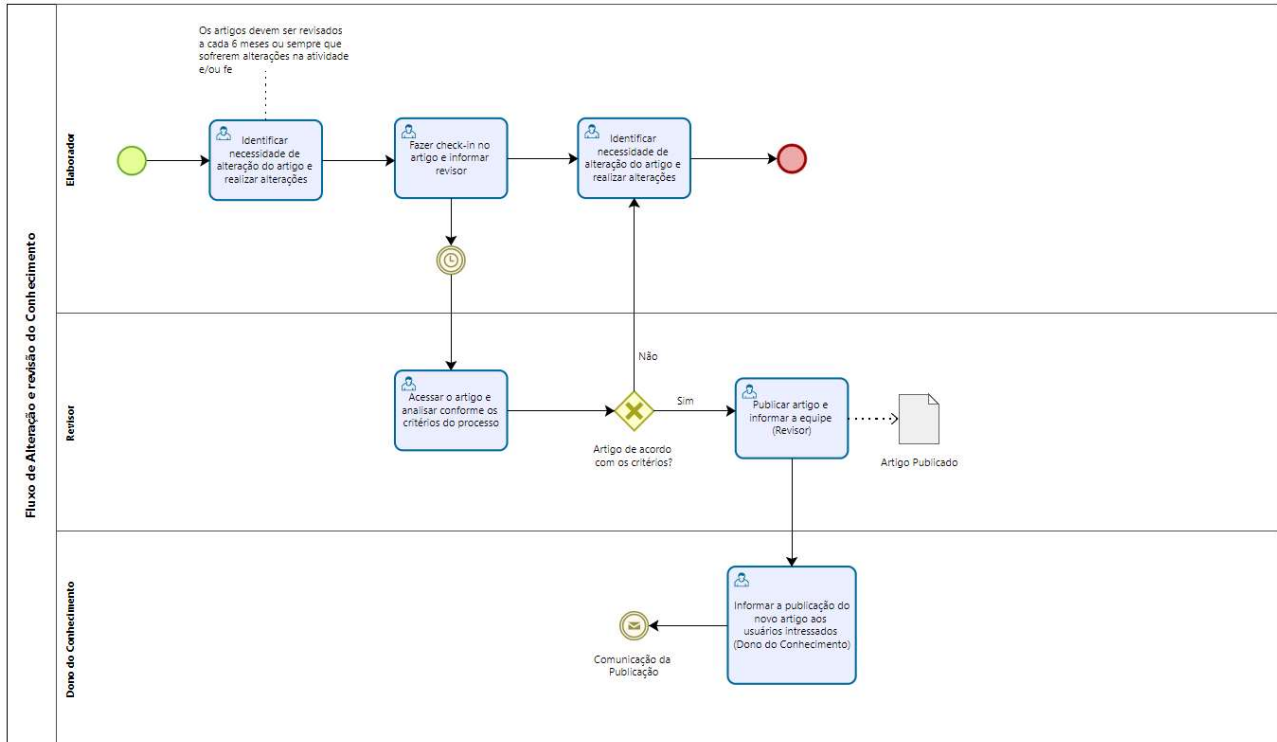 Fluxo de Alteração e revisão do Conhecimento
Elaborador
Os artigos devem ser revisados
a cada 6 meses ou sempre que
sofrerem alterações na atividade
e/ou fe
Identificar
necessidade de
alteração do artigo e
realizar alterações
Fazer check-in no
artigo e informar
revisor
Identificar
necessidade de
alteração do artigo e
realizar alterações
Revisor
Acessar o artigo e
analisar conforme os
critérios do processo
Não
Sim
Artigo de acordo
com os critérios?
Publicar artigo e
informar a equipe
(Revisor)
Artigo Publicado
Dono do Conhecimento
Informar a publicação do
novo artigo aos
usuários intressados
(Dono do Conhecimento)
Comunicação da
Publicação